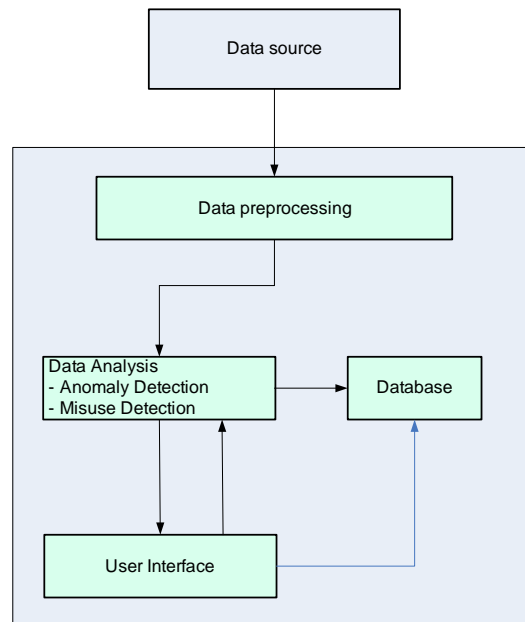 Data source
Data preprocessing
Data Analysis
- Anomaly Detection
- Misuse Detection
Database
User Interface